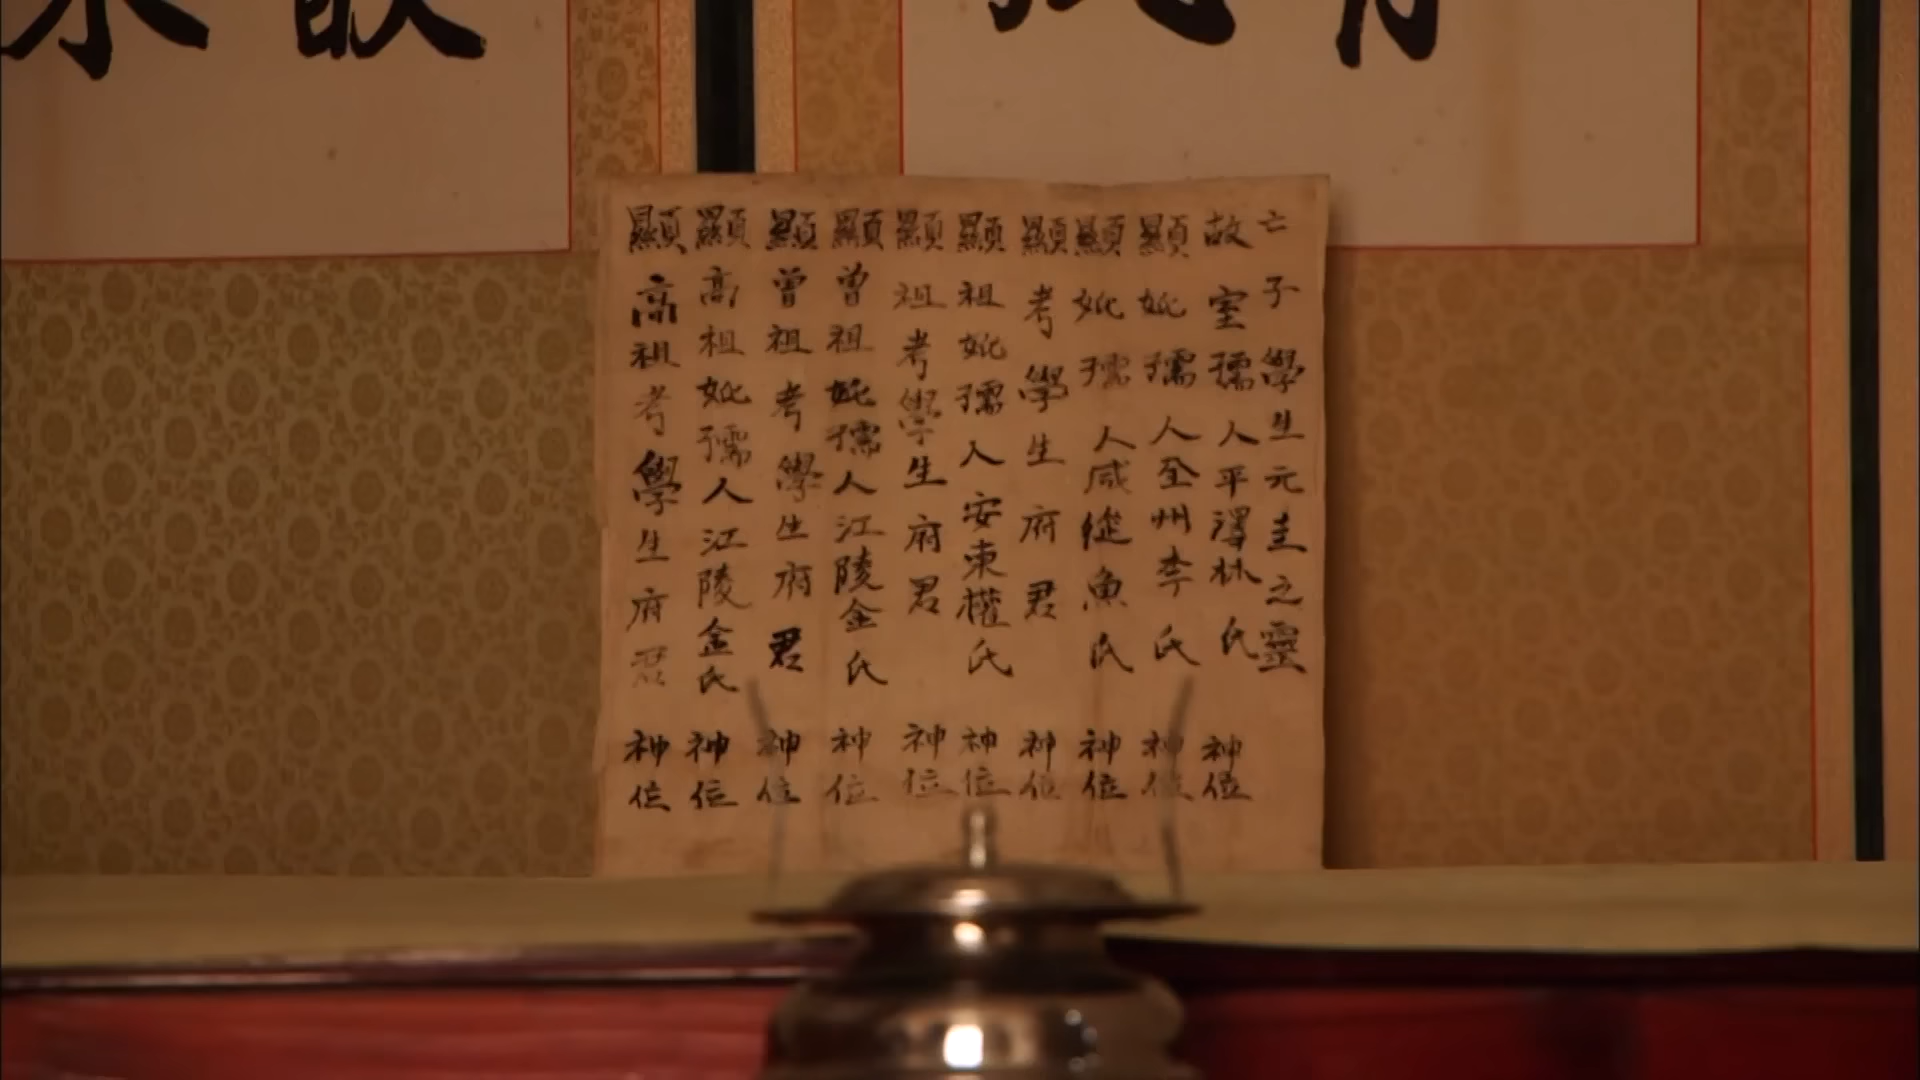 顯高祖考學生府君神位
顯高祖妣孺人江陵金氏神位
顯曾祖考學生府君神位
顯曾祖妣孺人江陵金氏神位
顯祖考學生府君神位
顯祖妣孺人安東權氏神位
顯考學生府君神位
顯妣孺人咸從魚氏神位
顯妣孺人全州李氏神位
故室孺人平澤林氏神位
亡子學生元圭之靈